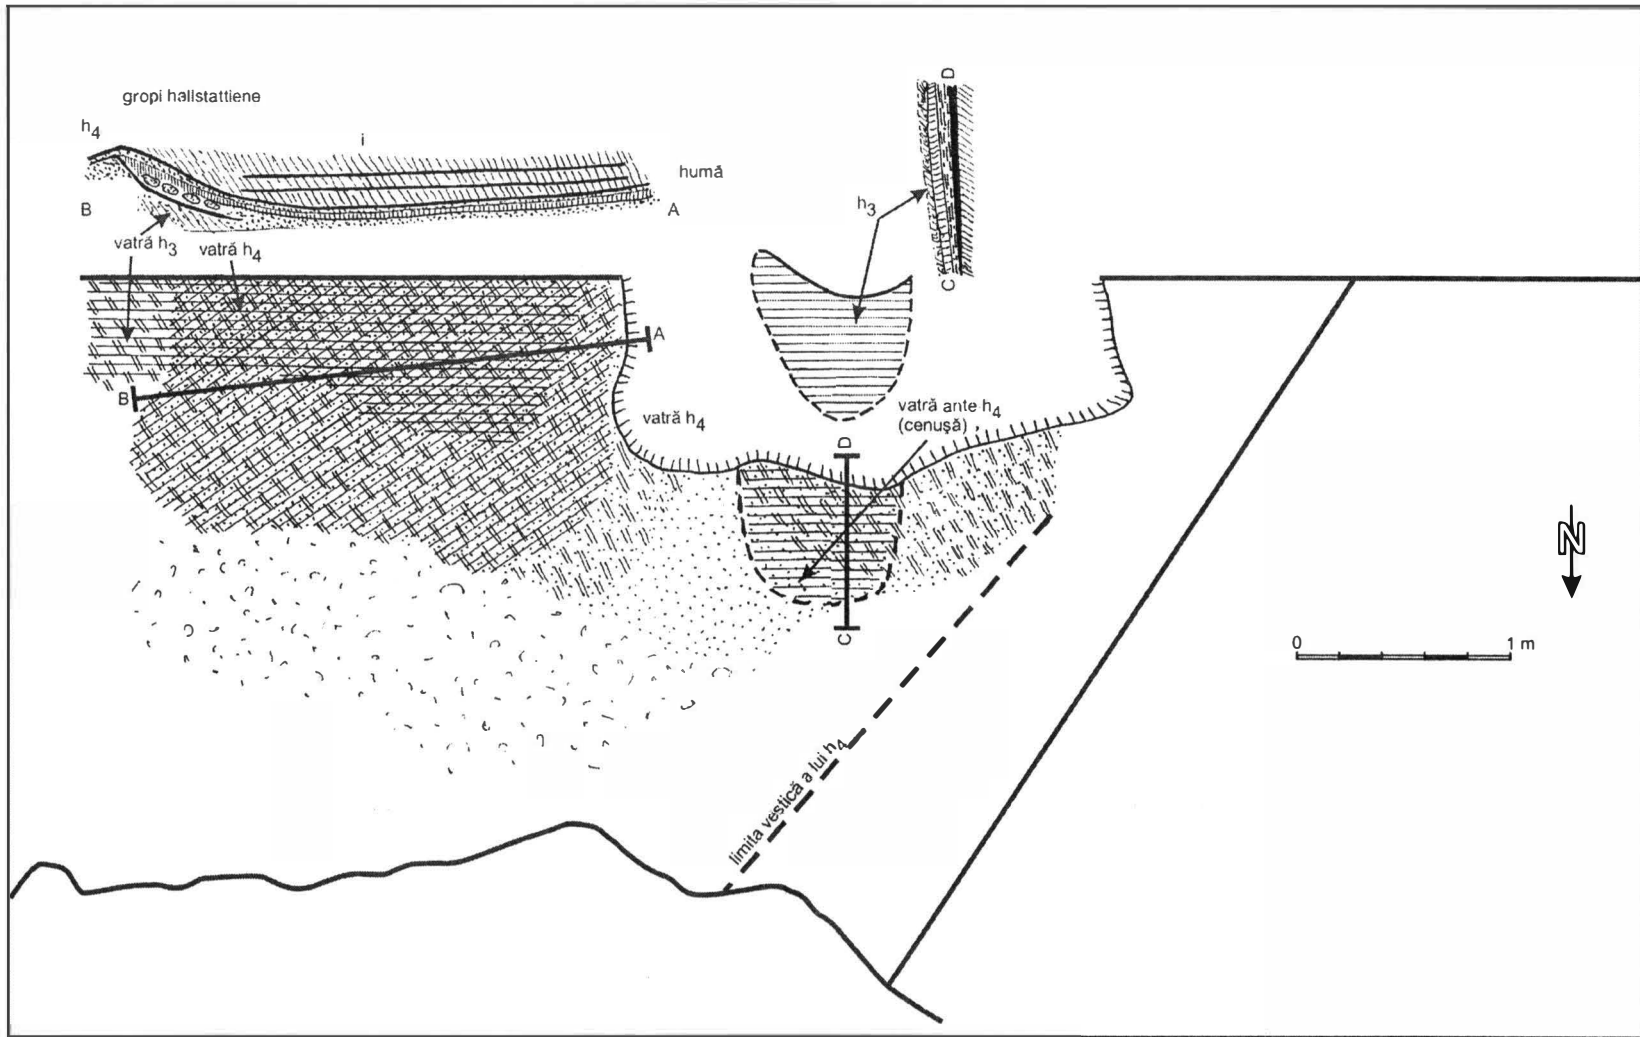 gropi hallstattiene
h4
i
humă
B
A
vatră h3
vatră h4
D
C
h3
A
B
vatră h4
vatră ante h4
(cenușă)
D
C
limita vestică a lui h4
N
0 1 m